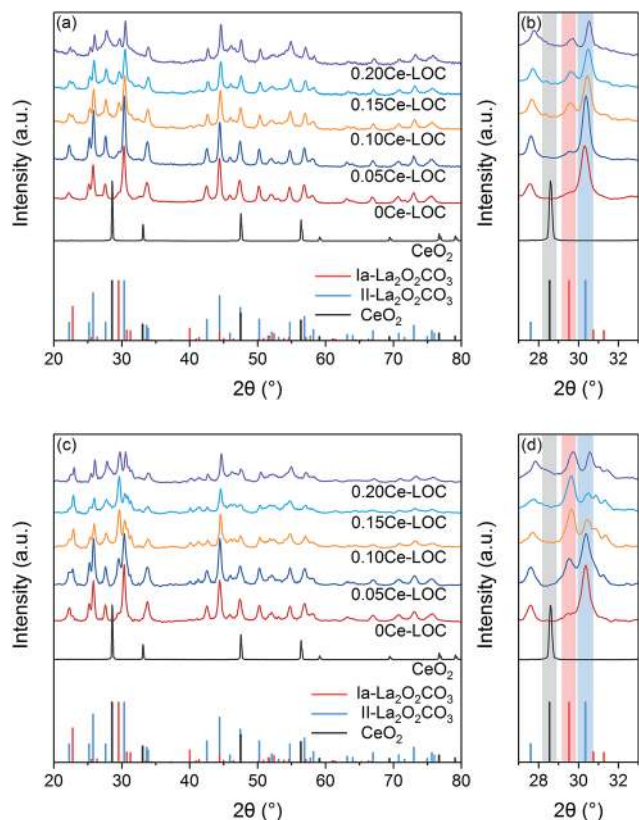 (a)
Intensity (a.u.)
0.20Ce-LOC
0.15Ce-LOC
0.10Ce-LOC
0.05Ce-LOC
0Ce-LOC
CeO₂
Ia-La₂O₂CO₃
II-La₂O₂CO₃
CeO₂
20 30 40 50 60 70 80
2θ (°)
(b)
Intensity (a.u.)
28 30 32
2θ (°)
(c)
Intensity (a.u.)
0.20Ce-LOC
0.15Ce-LOC
0.10Ce-LOC
0.05Ce-LOC
0Ce-LOC
CeO₂
Ia-La₂O₂CO₃
II-La₂O₂CO₃
CeO₂
20 30 40 50 60 70 80
2θ (°)
(d)
Intensity (a.u.)
28 30 32
2θ (°)